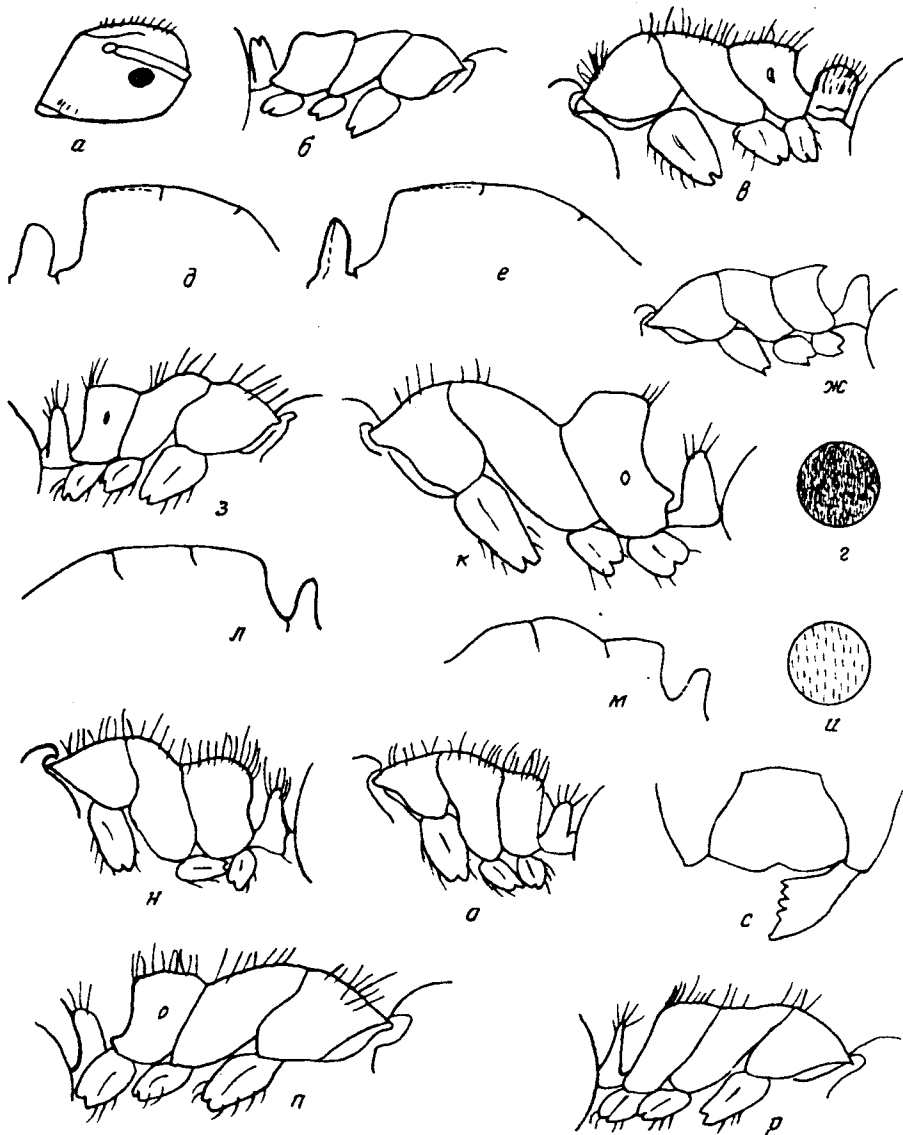 а
б
в
д
е
ж
з
к
г
л
м
и
н
о
с
п
р